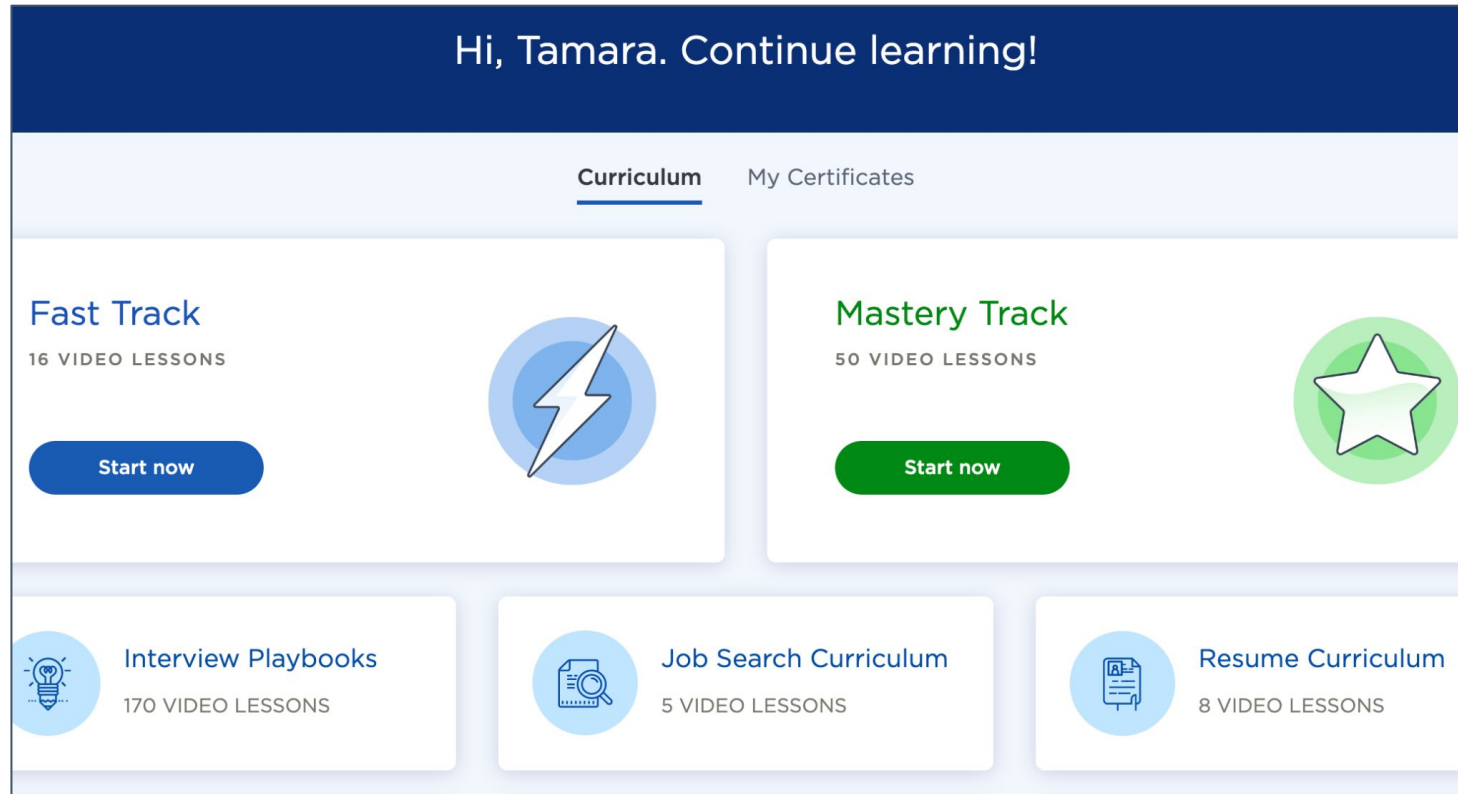 Hi, Tamara. Continue learning!
Curriculum
My Certificates
Fast Track
16 VIDEO LESSONS
Start now
Mastery Track
50 VIDEO LESSONS
Start now
Interview Playbooks
170 VIDEO LESSONS
Job Search Curriculum
5 VIDEO LESSONS
Resume Curriculum
8 VIDEO LESSONS